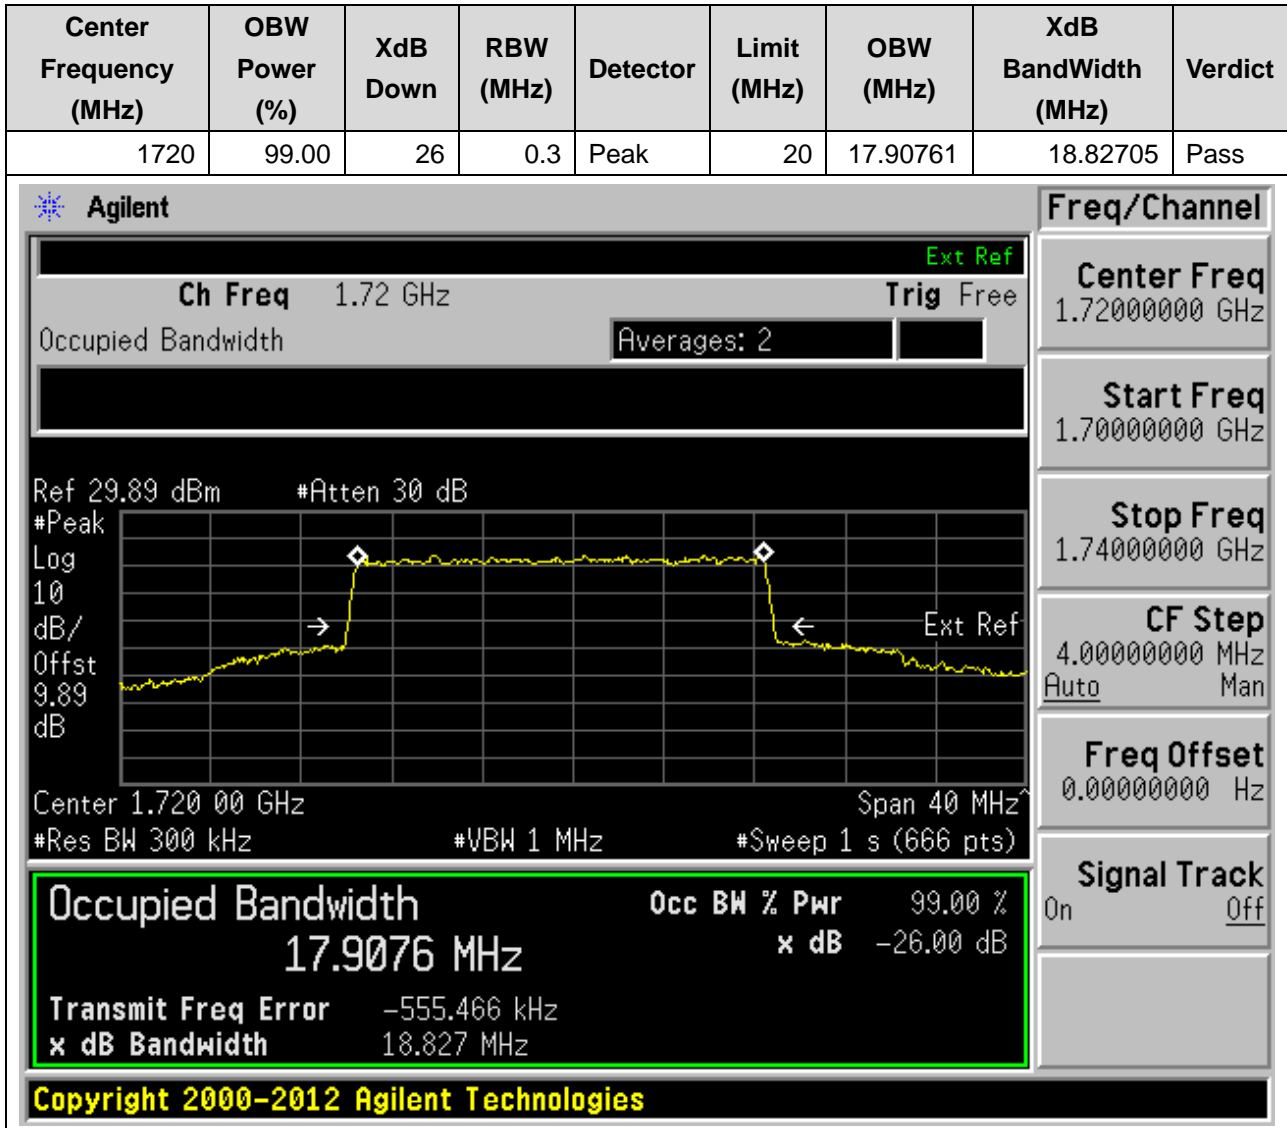 Center Frequency (MHz) OBW Power (%) XdB Down RBW (MHz) Detector Limit (MHz) OBW (MHz) XdB BandWidth (MHz) Verdict
1720 99.00 26 0.3 Peak 20 17.90761 18.82705 Pass
Agilent
Freq/Channel
Ext Ref
Ch Freq 1.72 GHz Trig Free
Occupied Bandwidth Averages: 2
Center Freq
1.72000000 GHz
Start Freq
1.70000000 GHz
Stop Freq
1.74000000 GHz
CF Step
4.00000000 MHz
Auto Man
Freq Offset
0.00000000 Hz
Signal Track
On Off
Ref 29.89 dBm #Atten 30 dB
#Peak
Log
10
dB/
Offst
9.89
dB
Ext Ref
Center 1.720 00 GHz Span 40 MHz^
#Res BW 300 kHz #VBW 1 MHz #Sweep 1 s (666 pts)
Occupied Bandwidth
17.9076 MHz
Occ BW % Pwr 99.00 %
x dB -26.00 dB
Transmit Freq Error -555.466 kHz
x dB Bandwidth 18.827 MHz
Copyright 2000-2012 Agilent Technologies